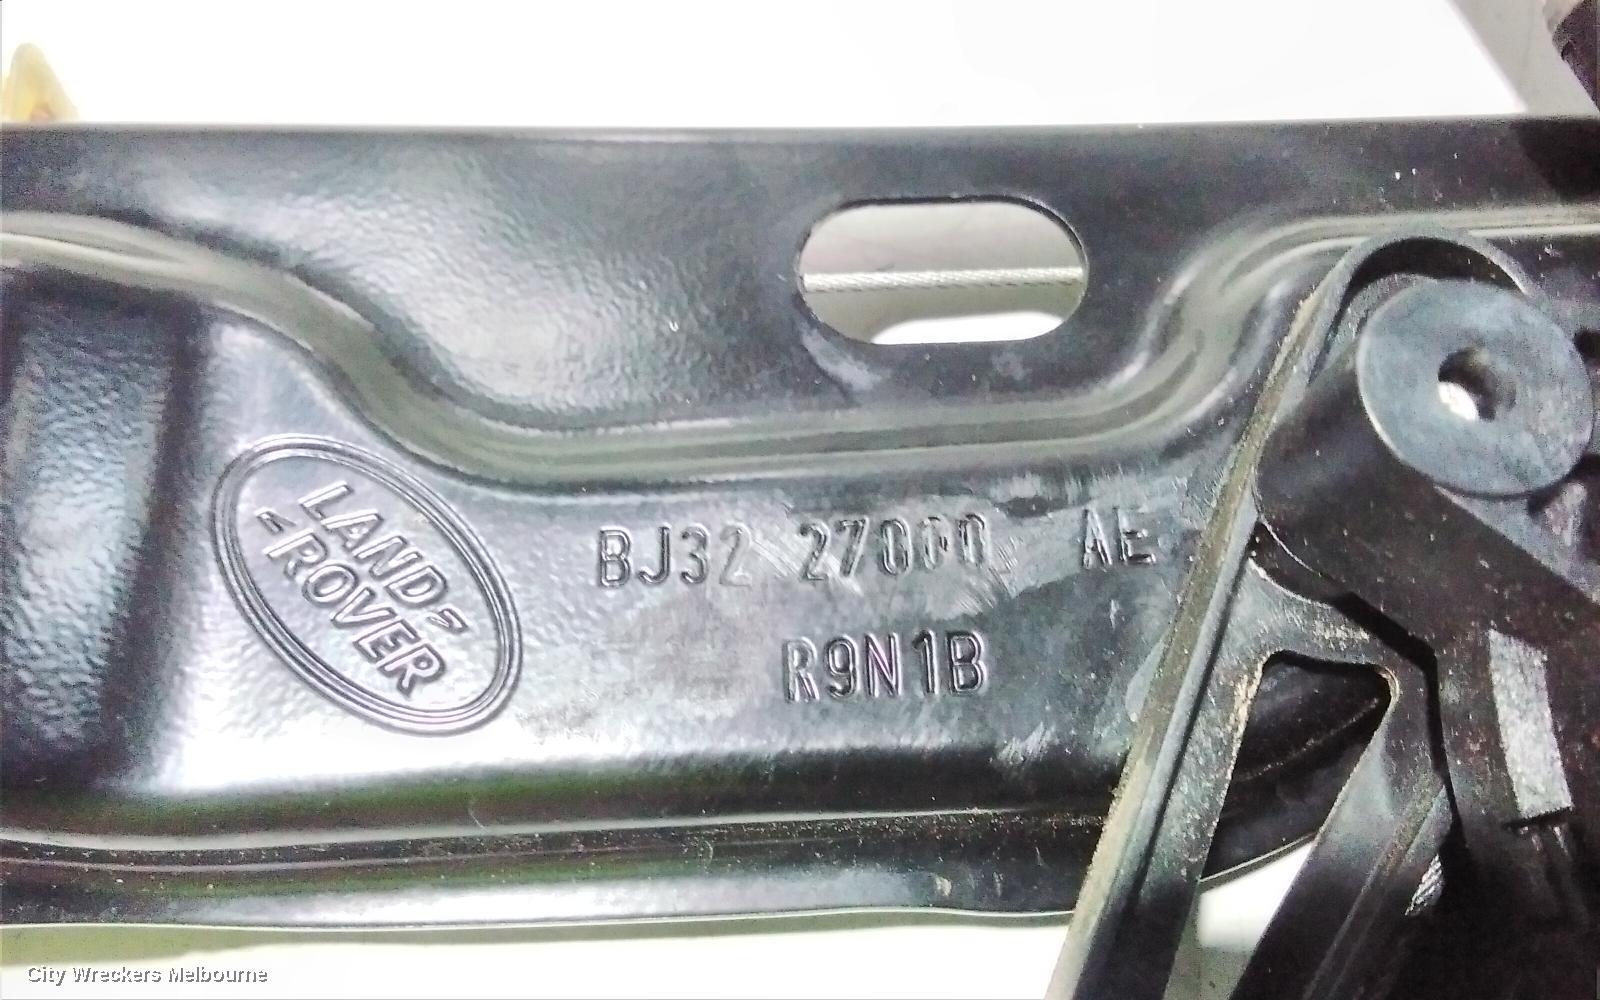 LAND
ROVER
BJ32 27000 AE
R9N1B
City Wreckers Melbourne